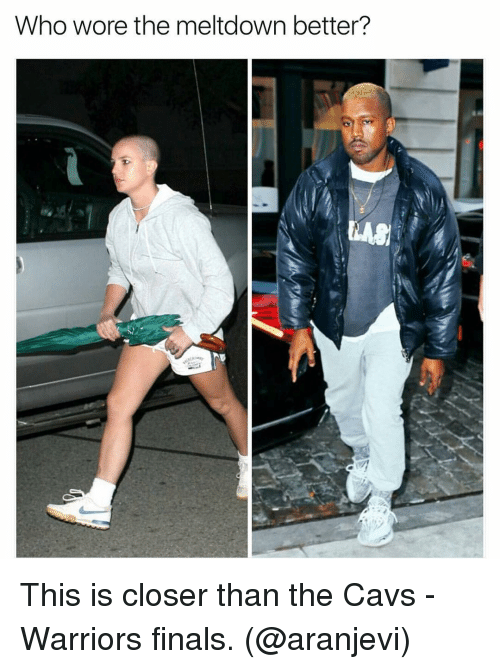 Who wore the meltdown better?
LAS
This is closer than the Cavs -
Warriors finals. (@aranjevi)